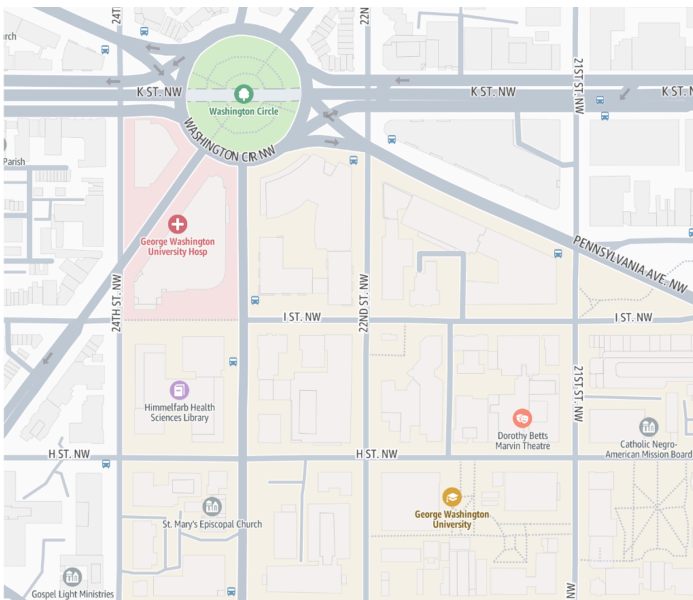 24TH
22N
urch
K ST. NW
Washington Circle
K ST. NW
21ST ST. NW
K ST. N
WASHINGTON CIR NW
Parish
George Washington
University Hosp
PENNSYLVANIA AVE. NW
24TH ST. NW
22ND ST. NW
I ST. NW
I ST. NW
21ST ST. NW
Himmelfarb Health
Sciences Library
Dorothy Betts
Marvin Theatre
Catholic Negro-
American Mission Board
H ST. NW
H ST. NW
George Washington
University
St. Mary's Episcopal Church
Gospel Light Ministries
NW